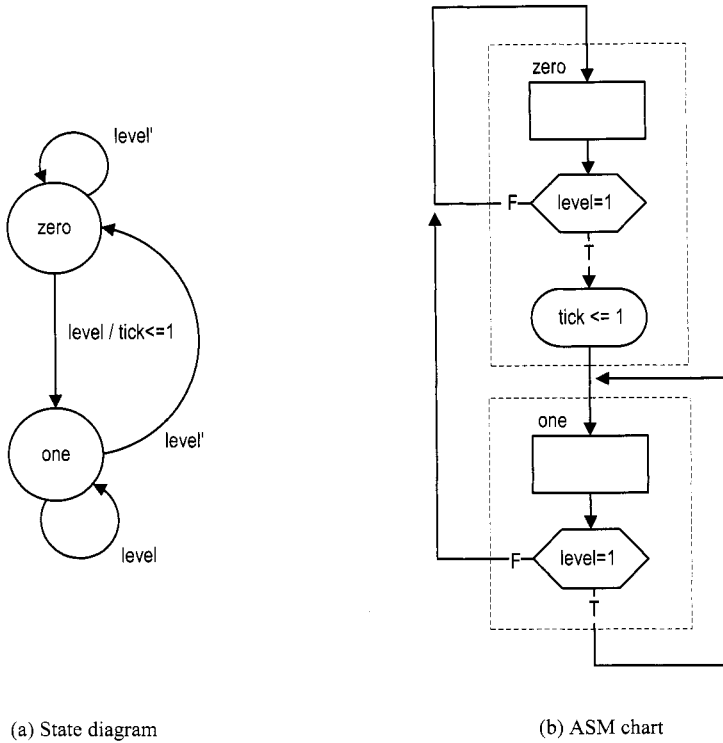 level'
zero
level / tick<=1
one
level'
level
zero
level=1
F
T
tick <= 1
one
level=1
F
T
(a) State diagram
(b) ASM chart